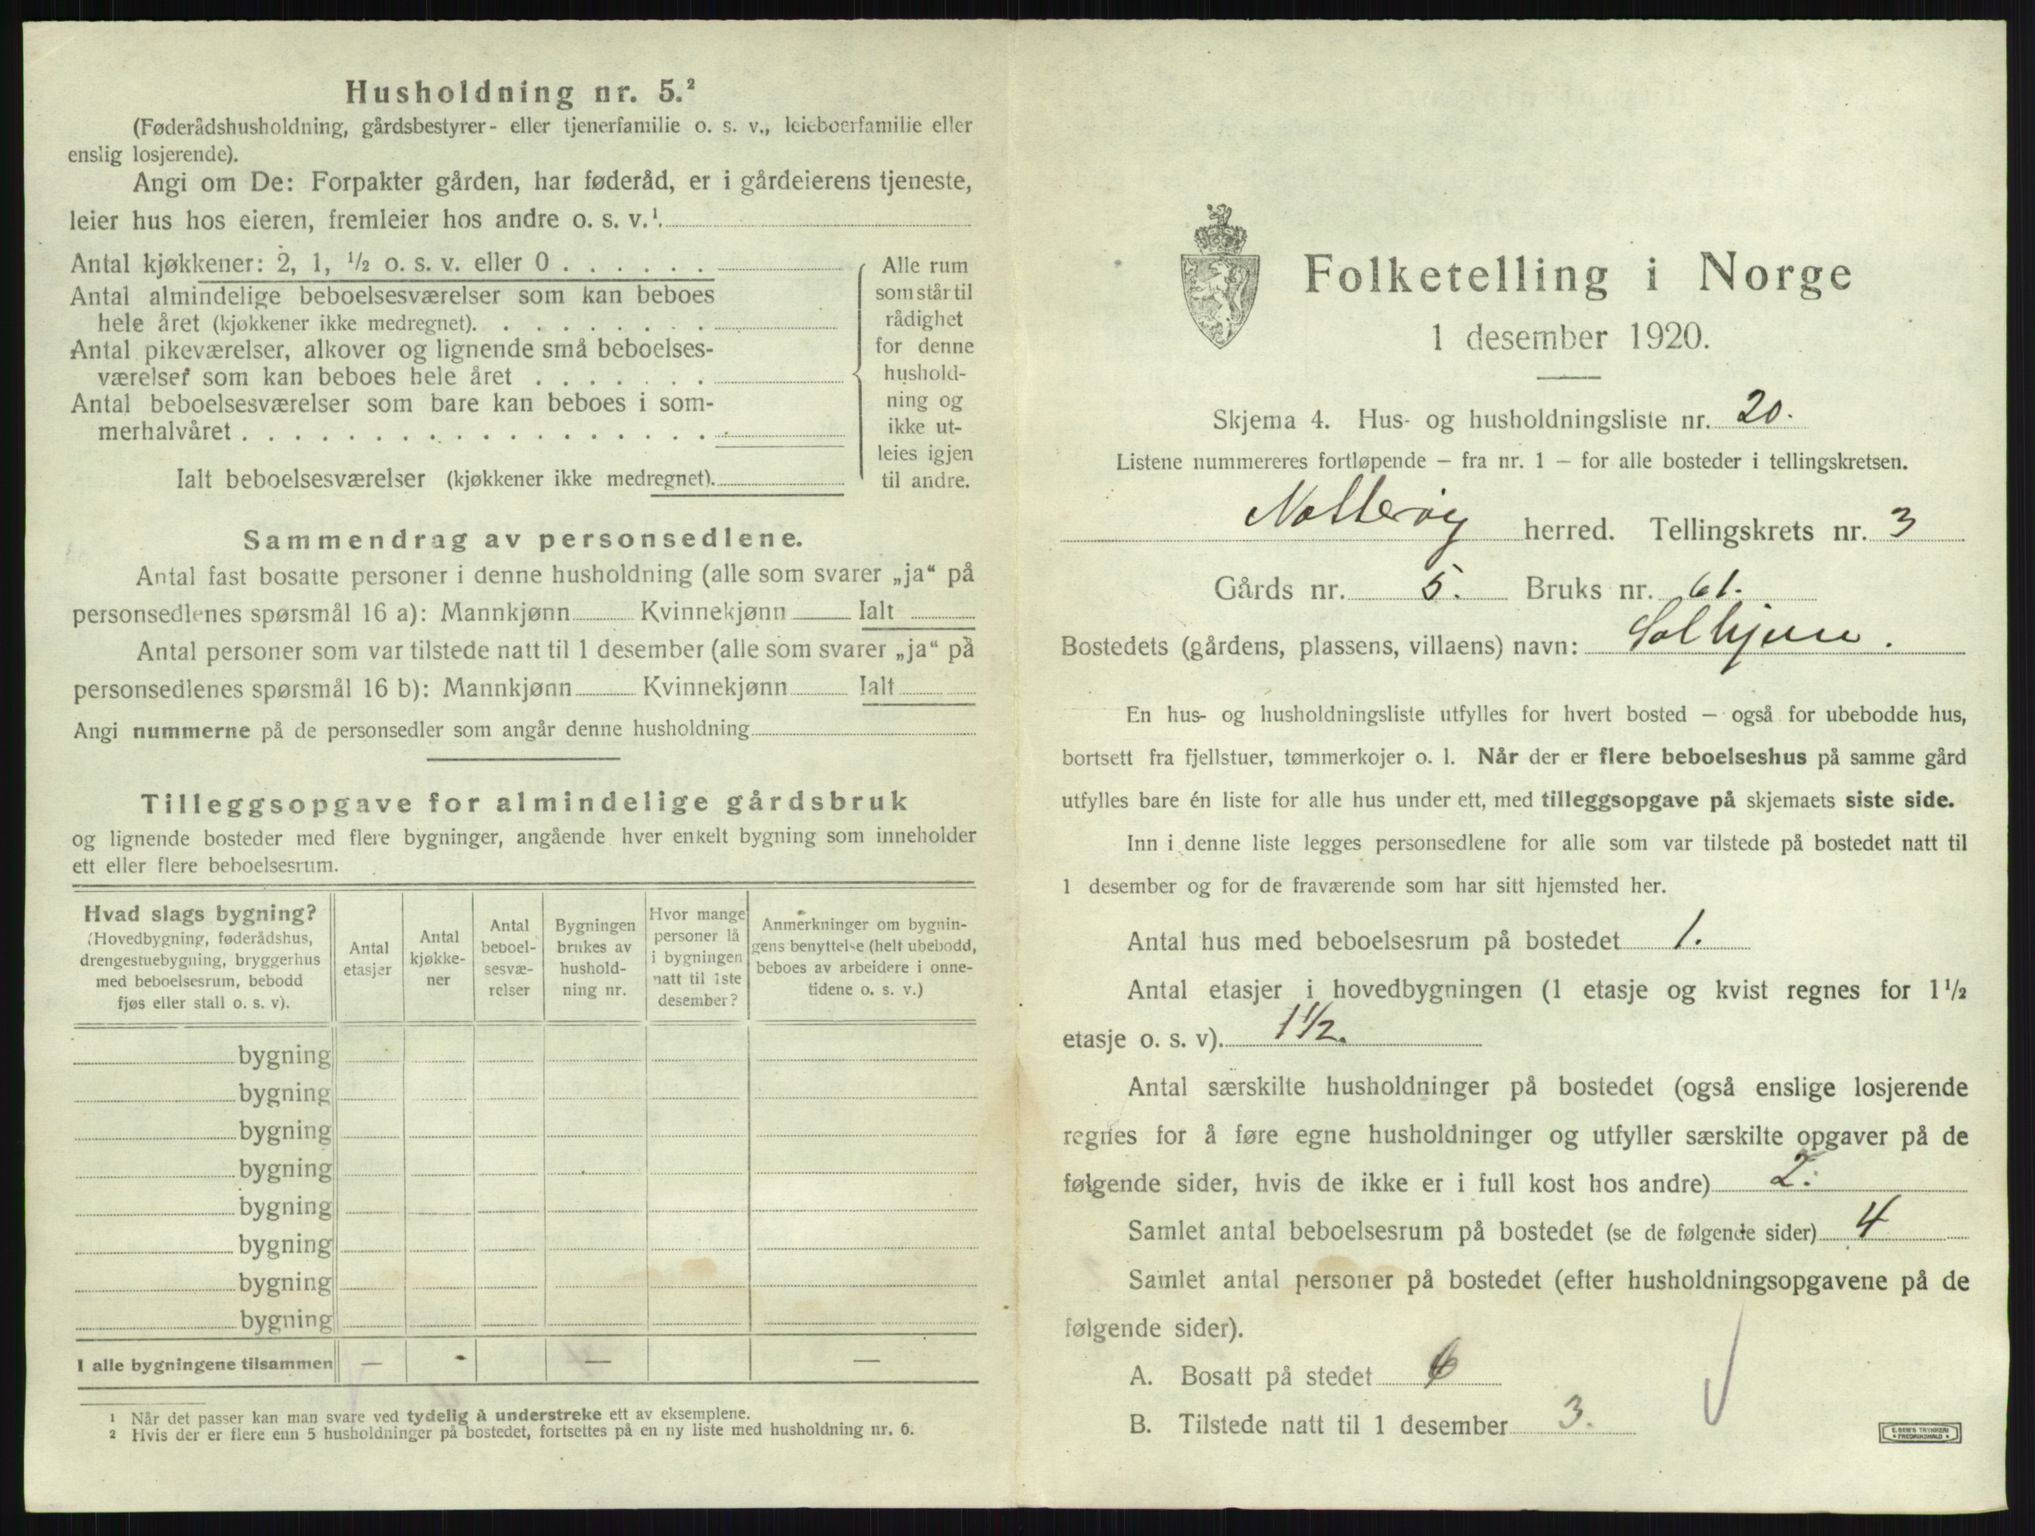 Husholdning nr. 5.²
(Føderådshusholdning, gårdsbestyrer- eller tjenerfamilie o. s. v., leieboerfamilie eller
enslig losjerende).
Angi om De: Forpakter gården, har føderåd, er i gårdeierens tjeneste,
leier hus hos eieren, fremleier hos andre o. s. v.¹.
Antal kjøkkener: 2, 1, ½ o. s. v. eller 0 . . . . . .
Antal almindelige beboelsesværelser som kan beboes
hele året (kjøkkener ikke medregnet). . . . . . . . .
Antal pikeværelser, alkover og lignende små beboelses-
værelser som kan beboes hele året . . . . . . .
Antal beboelsesværelser som bare kan beboes i som-
merhalvåret . . . . . . . . . . . . . . . . . .
Ialt beboelsesværelser (kjøkkener ikke medregnet).
Alle rum
som står til
rådighet
for denne
hushold-
ning og
ikke ut-
leies igjen
til andre.
Sammendrag av personsedlene.
Antal fast bosatte personer i denne husholdning (alle som svarer „ja“ på
personsedlenes spørsmål 16 a): Mannkjønn Kvinnekjønn Ialt
Antal personer som var tilstede natt til 1 desember (alle som svarer „ja“ på
personsedlenes spørsmål 16 b): Mannkjønn Kvinnekjønn Ialt
Angi nummerne på de personsedler som angår denne husholdning
Tilleggsopgave for almindelige gårdsbruk
og lignende bosteder med flere bygninger, angående hver enkelt bygning som inneholder
ett eller flere beboelsesrum.
Hvad slags bygning?
(Hovedbygning, føderådshus,
drengestuebygning, bryggerhus
med beboelsesrum, bebodd
fjøs eller stall o. s. v).
Antal
etasjer
Antal
kjøkke-
ner
Antal
beboel-
sesvæ-
relser
Bygningen
brukes av
hushold-
ning nr.
Hvor mange
personer lå
i bygningen
natt til 1ste
desember?
Anmerkninger om bygnin-
gens benyttelse (helt ubebodd,
beboes av arbeidere i onne-
tidene o. s. v.)
bygning
bygning
bygning
bygning
bygning
bygning
bygning
bygning
I alle bygningene tilsammen — — —
¹ Når det passer kan man svare ved tydelig å understreke ett av eksemplene.
² Hvis der er flere enn 5 husholdninger på bostedet, fortsettes på en ny liste med husholdning nr. 6.
Folketelling i Norge
1 desember 1920.
Skjema 4. Hus- og husholdningsliste nr. 20.
Listene nummereres fortløpende – fra nr. 1 – for alle bosteder i tellingskretsen.
Nøtterøy herred. Tellingskrets nr. 3
Gårds nr. 5. Bruks nr. 61.
Bostedets (gårdens, plassens, villaens) navn: Solhjem.
En hus- og husholdningsliste utfylles for hvert bosted – også for ubebodde hus,
bortsett fra fjellstuer, tømmerkojer o. l. Når der er flere beboelseshus på samme gård
utfylles bare én liste for alle hus under ett, med tilleggsopgave på skjemaets siste side.
Inn i denne liste legges personsedlene for alle som var tilstede på bostedet natt til
1 desember og for de fraværende som har sitt hjemsted her.
Antal hus med beboelsesrum på bostedet 1.
Antal etasjer i hovedbygningen (1 etasje og kvist regnes for 1½
etasje o. s. v). 1½.
Antal særskilte husholdninger på bostedet (også enslige losjerende
regnes for å føre egne husholdninger og utfyller særskilte opgaver på de
følgende sider, hvis de ikke er i full kost hos andre) 2.
Samlet antal beboelsesrum på bostedet (se de følgende sider) 4
Samlet antal personer på bostedet (efter husholdningsopgavene på de
følgende sider).
A. Bosatt på stedet
B. Tilstede natt til 1 desember 3.
E. SEM'S TRYKKERI
FREDRIKSHALD